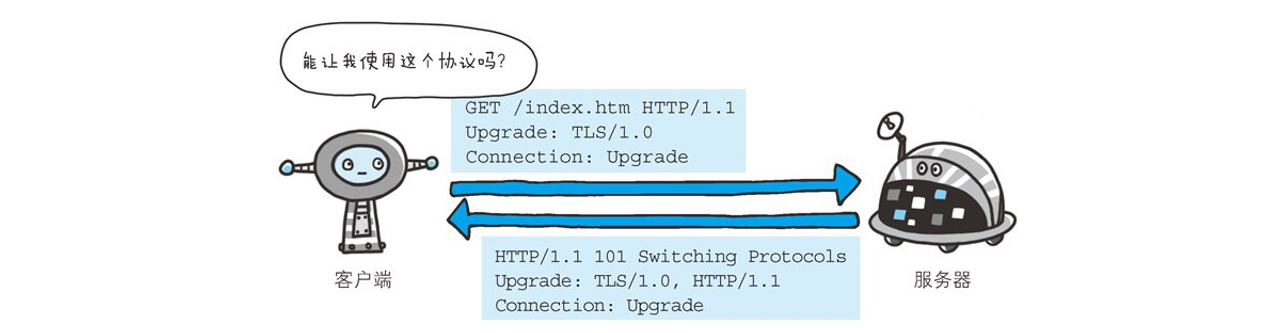 能让我使用这个协议吗?
GET /index.htm HTTP/1.1
Upgrade: TLS/1.0
Connection: Upgrade
HTTP/1.1 101 Switching Protocols
Upgrade: TLS/1.0, HTTP/1.1
Connection: Upgrade
客户端
服务器